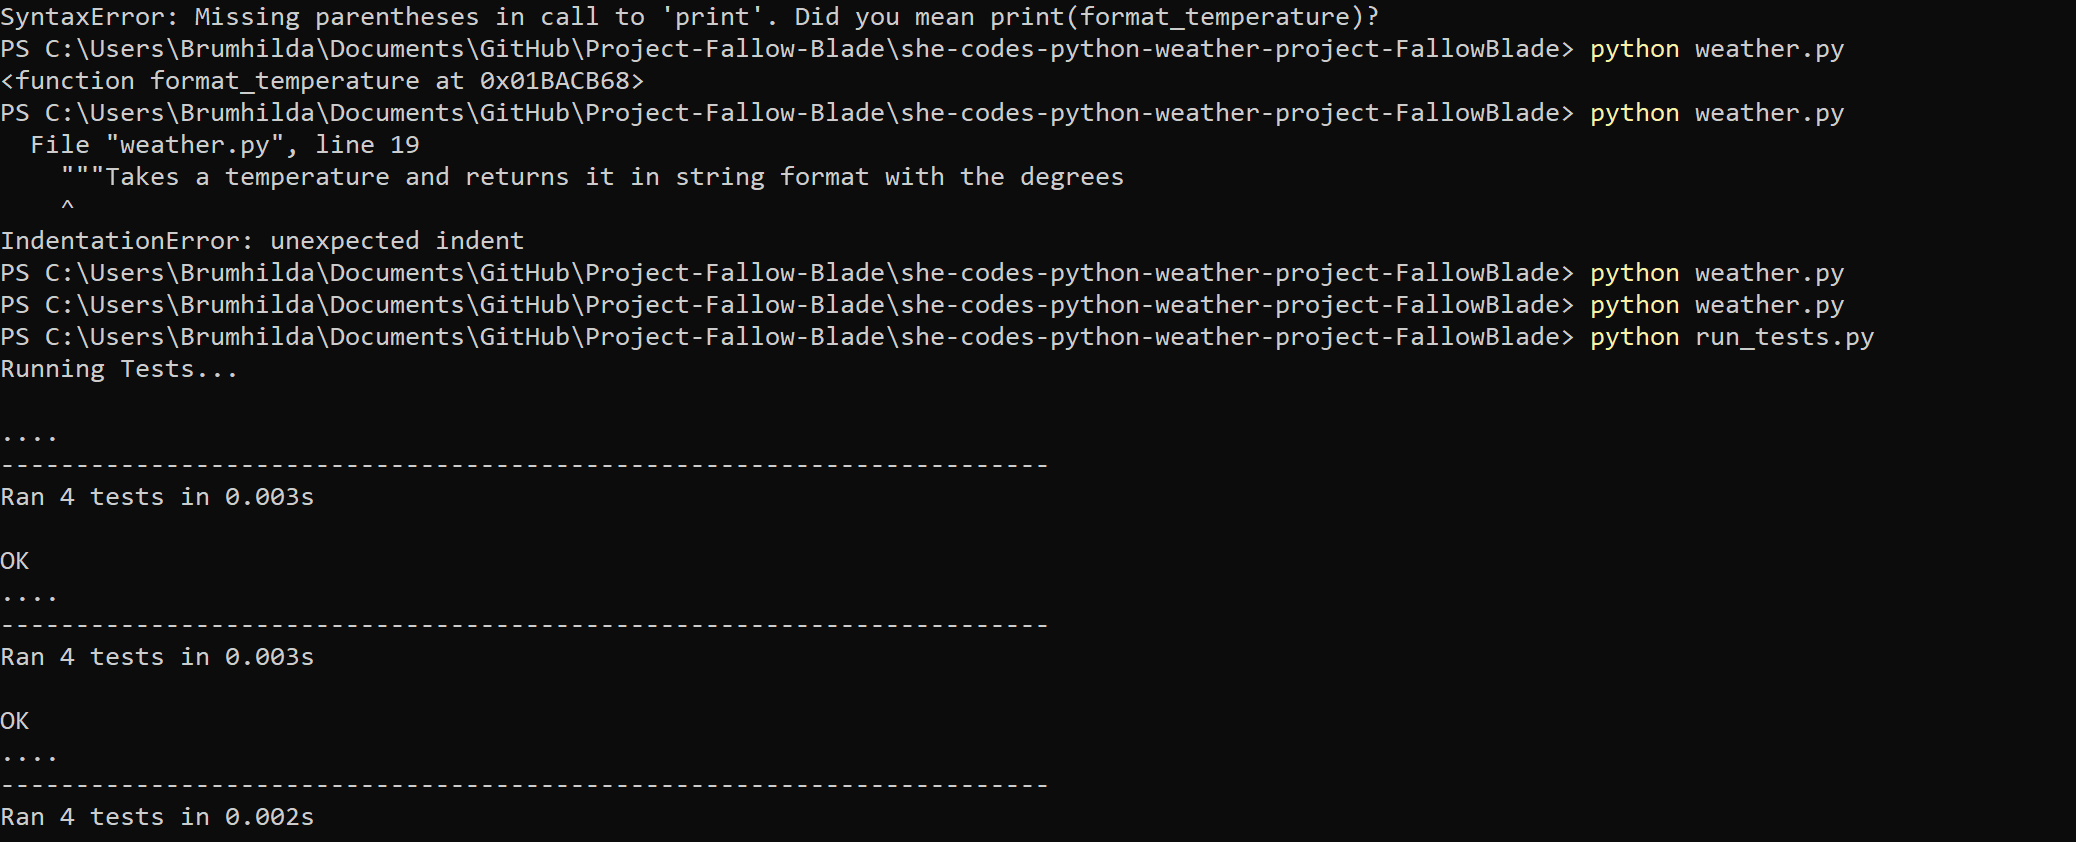 SyntaxError: Missing parentheses in call to 'print'. Did you mean print(format_temperature)?
PS C:\Users\Brumhilda\Documents\GitHub\Project-Fallow-Blade\she-codes-python-weather-project-FallowBlade> python weather.py
<function format_temperature at 0x01BACB68>
PS C:\Users\Brumhilda\Documents\GitHub\Project-Fallow-Blade\she-codes-python-weather-project-FallowBlade> python weather.py
  File "weather.py", line 19
    """Takes a temperature and returns it in string format with the degrees
    ^
IndentationError: unexpected indent
PS C:\Users\Brumhilda\Documents\GitHub\Project-Fallow-Blade\she-codes-python-weather-project-FallowBlade> python weather.py
PS C:\Users\Brumhilda\Documents\GitHub\Project-Fallow-Blade\she-codes-python-weather-project-FallowBlade> python weather.py
PS C:\Users\Brumhilda\Documents\GitHub\Project-Fallow-Blade\she-codes-python-weather-project-FallowBlade> python run_tests.py
Running Tests...

....
----------------------------------------------------------------------
Ran 4 tests in 0.003s

OK
....
----------------------------------------------------------------------
Ran 4 tests in 0.003s

OK
....
----------------------------------------------------------------------
Ran 4 tests in 0.002s